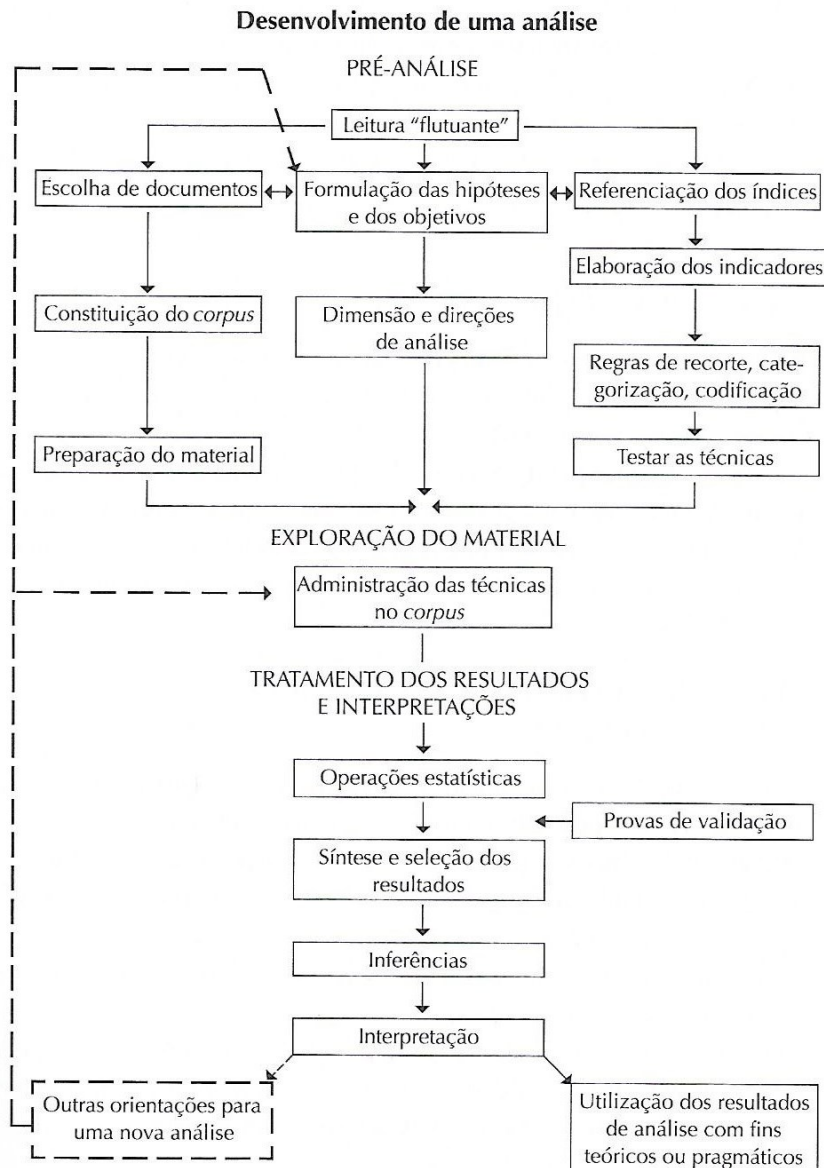 Desenvolvimento de uma análise
PRÉ-ANÁLISE
Leitura “flutuante”
Escolha de documentos
Formulação das hipóteses
e dos objetivos
Referenciação dos índices
Elaboração dos indicadores
Constituição do corpus
Dimensão e direções
de análise
Regras de recorte, cate-
gorização, codificação
Preparação do material
Testar as técnicas
EXPLORAÇÃO DO MATERIAL
Administração das técnicas
no corpus
TRATAMENTO DOS RESULTADOS
E INTERPRETAÇÕES
Operações estatísticas
Provas de validação
Síntese e seleção dos
resultados
Inferências
Interpretação
Outras orientações para
uma nova análise
Utilização dos resultados
de análise com fins
teóricos ou pragmáticos